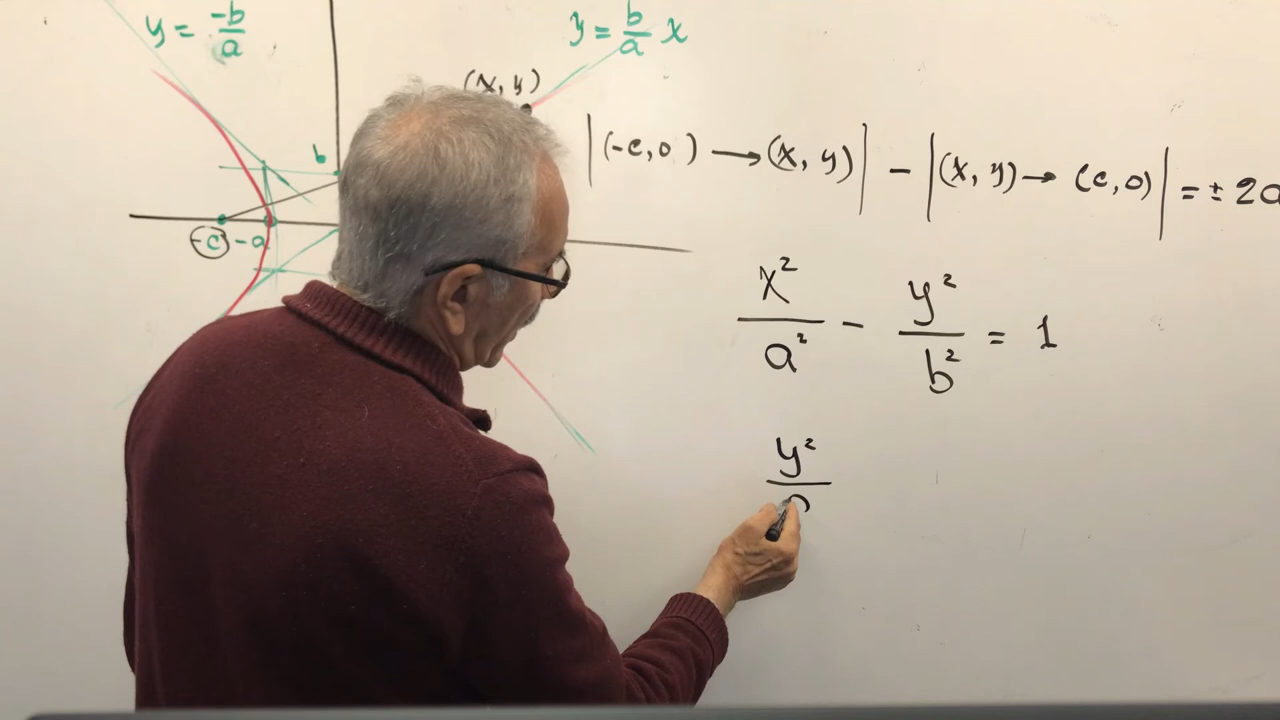 y = -b/a
y = b/a x
(x, y)
b
|(-c, 0) → (x, y)| - |(x, y) → (c, 0)| = ± 2a
-c -a
x²/a² - y²/b² = 1
y²